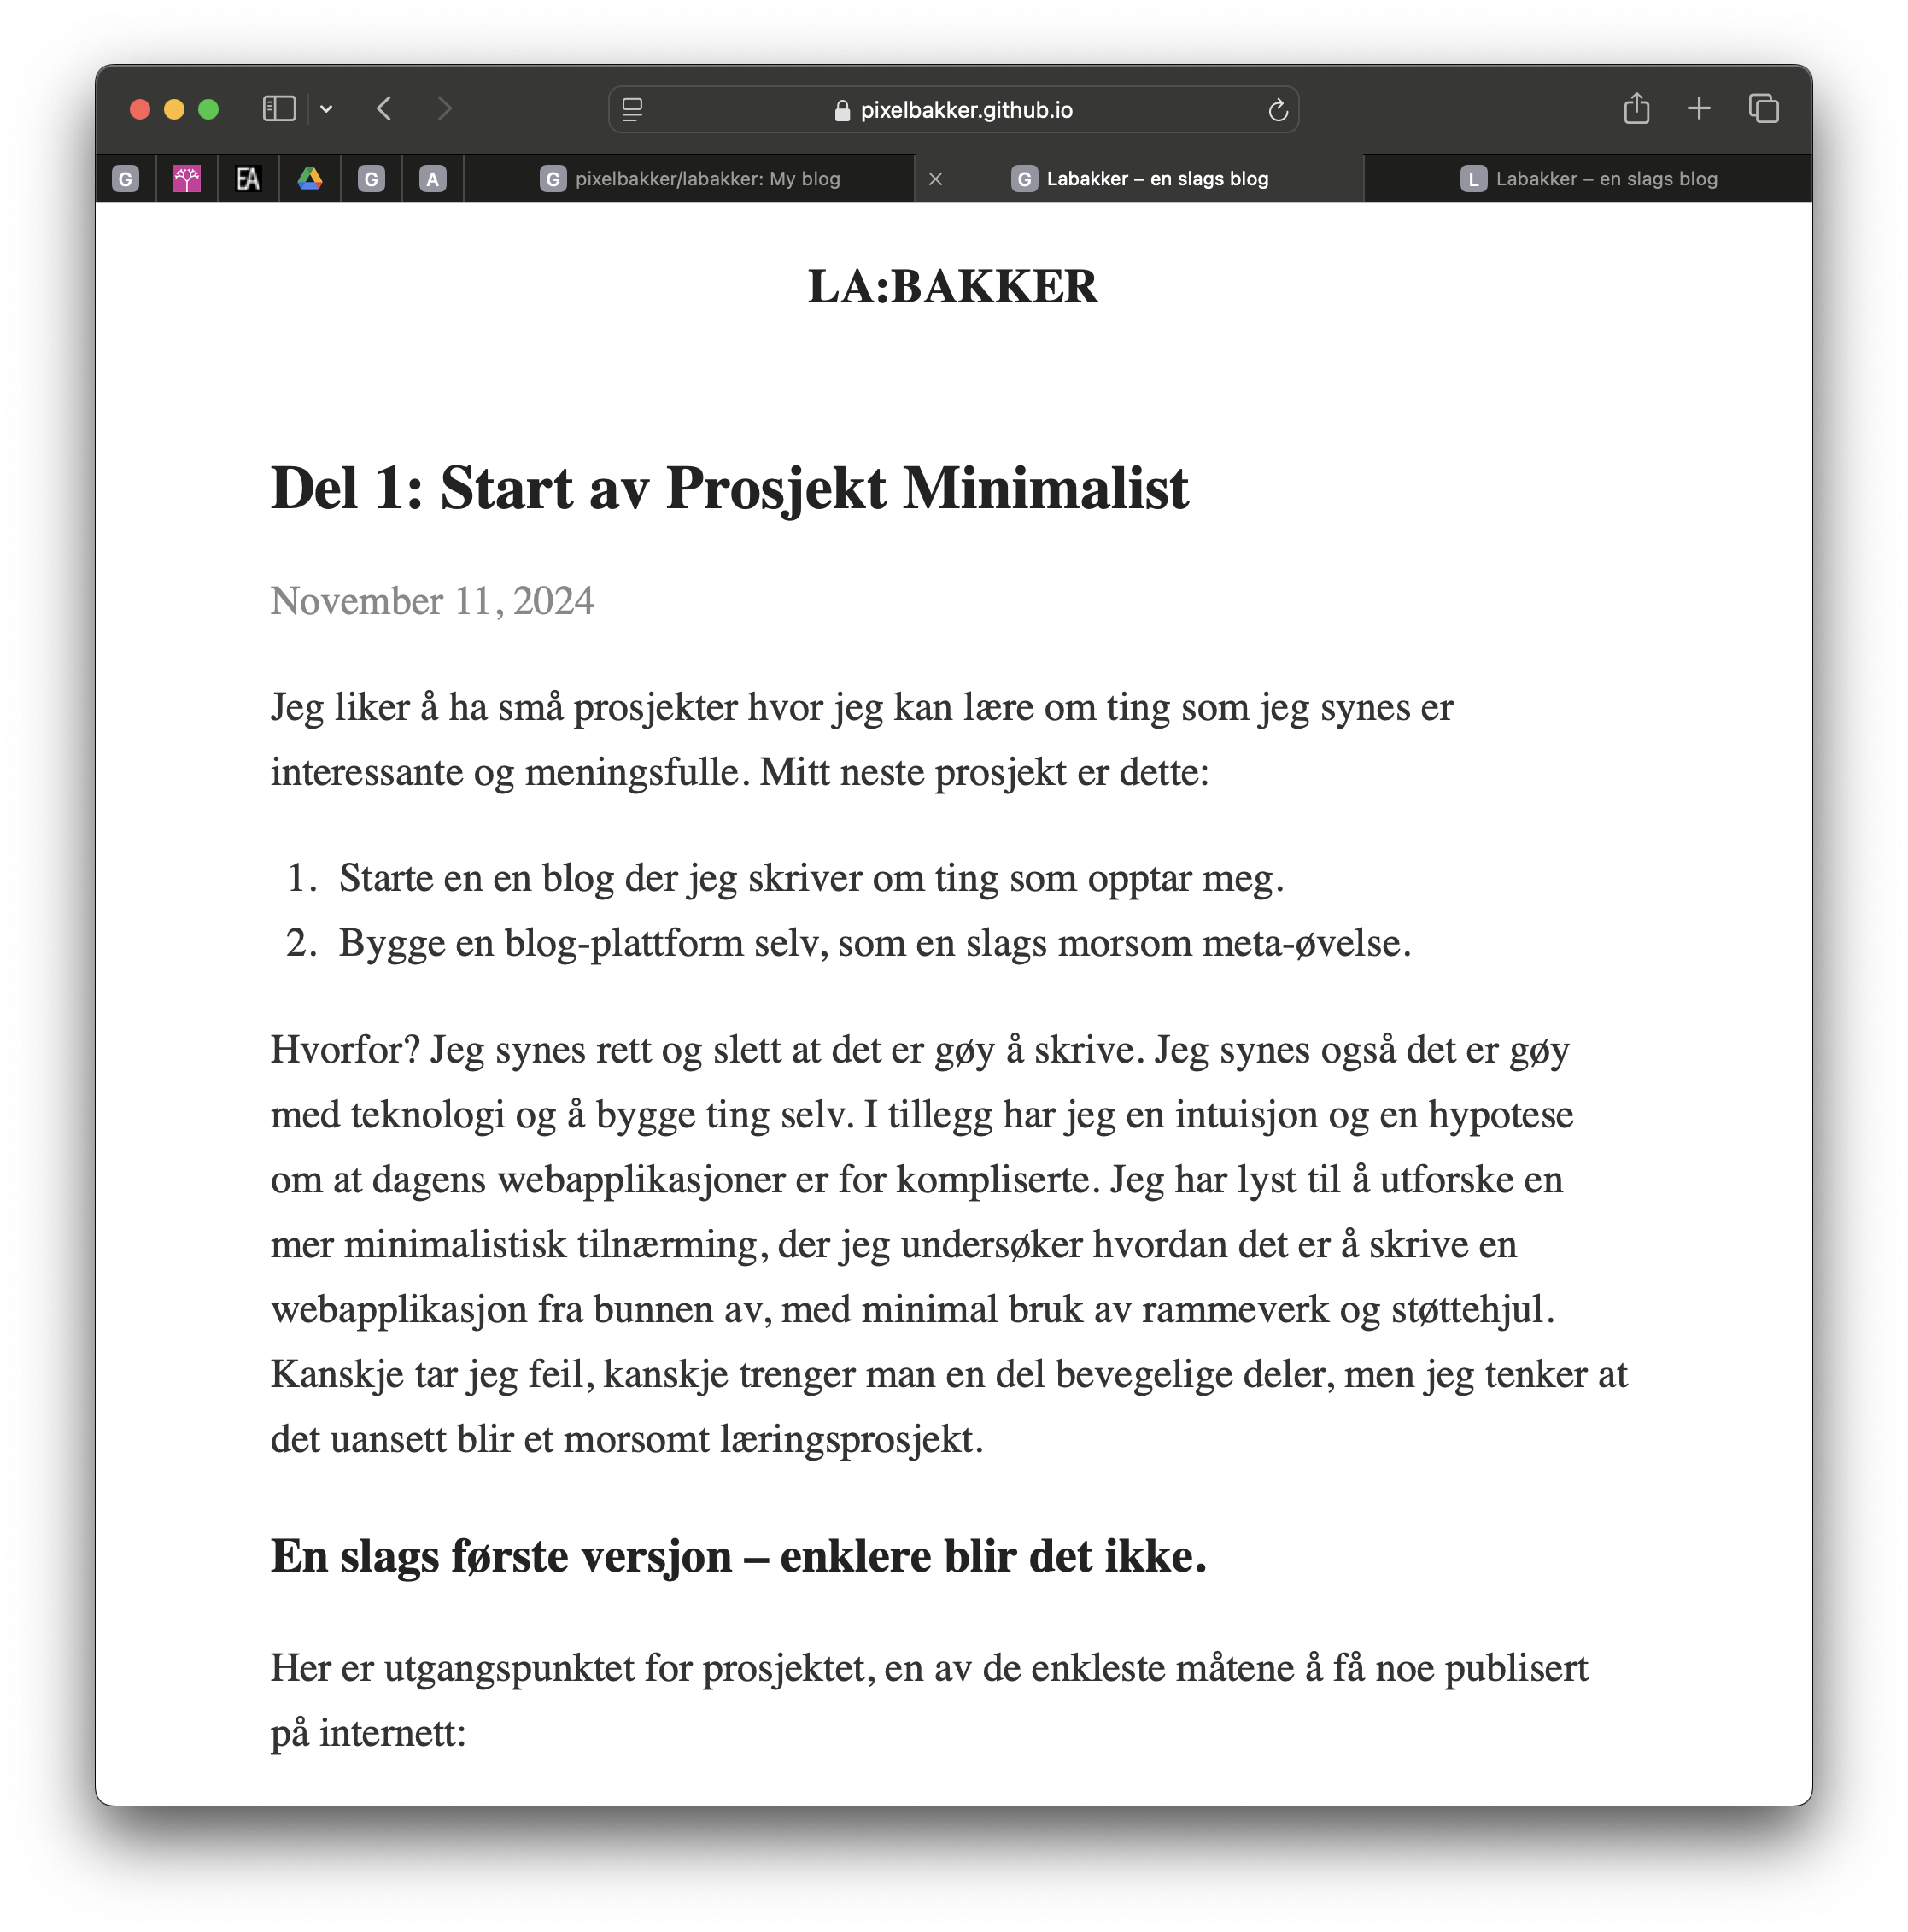 pixelbakker.github.io
G
EA
G
A
G pixelbakker/labakker: My blog
G Labakker – en slags blog
L Labakker – en slags blog
LA:BAKKER
Del 1: Start av Prosjekt Minimalist
November 11, 2024
Jeg liker å ha små prosjekter hvor jeg kan lære om ting som jeg synes er
interessante og meningsfulle. Mitt neste prosjekt er dette:
1. Starte en en blog der jeg skriver om ting som opptar meg.
2. Bygge en blog-plattform selv, som en slags morsom meta-øvelse.
Hvorfor? Jeg synes rett og slett at det er gøy å skrive. Jeg synes også det er gøy
med teknologi og å bygge ting selv. I tillegg har jeg en intuisjon og en hypotese
om at dagens webapplikasjoner er for kompliserte. Jeg har lyst til å utforske en
mer minimalistisk tilnærming, der jeg undersøker hvordan det er å skrive en
webapplikasjon fra bunnen av, med minimal bruk av rammeverk og støttehjul.
Kanskje tar jeg feil, kanskje trenger man en del bevegelige deler, men jeg tenker at
det uansett blir et morsomt læringsprosjekt.
En slags første versjon – enklere blir det ikke.
Her er utgangspunktet for prosjektet, en av de enkleste måtene å få noe publisert
på internett: